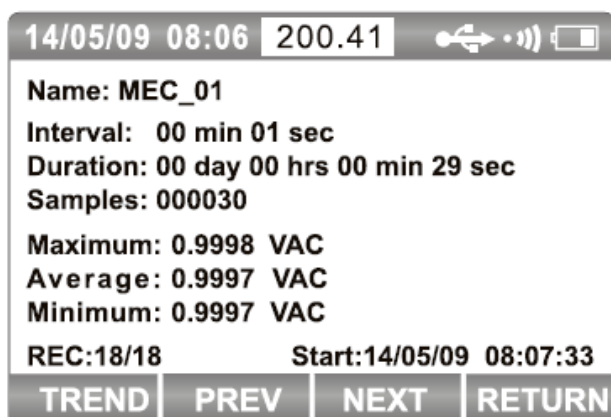 14/05/09 08:06 200.41
Name: MEC_01
Interval: 00 min 01 sec
Duration: 00 day 00 hrs 00 min 29 sec
Samples: 000030
Maximum: 0.9998 VAC
Average: 0.9997 VAC
Minimum: 0.9997 VAC
REC:18/18 Start:14/05/09 08:07:33
TREND PREV NEXT RETURN